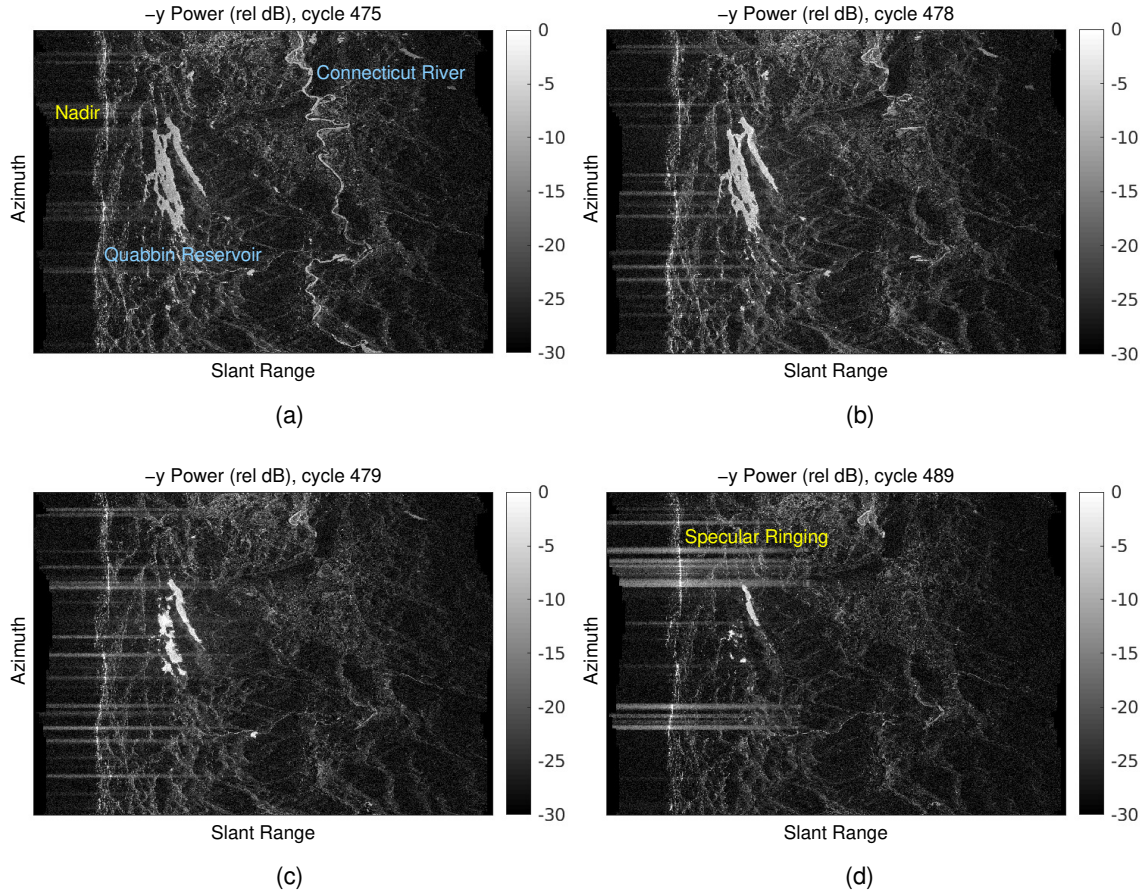 −y Power (rel dB), cycle 475
Connecticut River
Nadir
Quabbin Reservoir
Azimuth
Slant Range
0
-5
-10
-15
-20
-25
-30
(a)
−y Power (rel dB), cycle 478
Azimuth
Slant Range
0
-5
-10
-15
-20
-25
-30
(b)
−y Power (rel dB), cycle 479
Azimuth
Slant Range
0
-5
-10
-15
-20
-25
-30
(c)
−y Power (rel dB), cycle 489
Specular Ringing
Azimuth
Slant Range
0
-5
-10
-15
-20
-25
-30
(d)